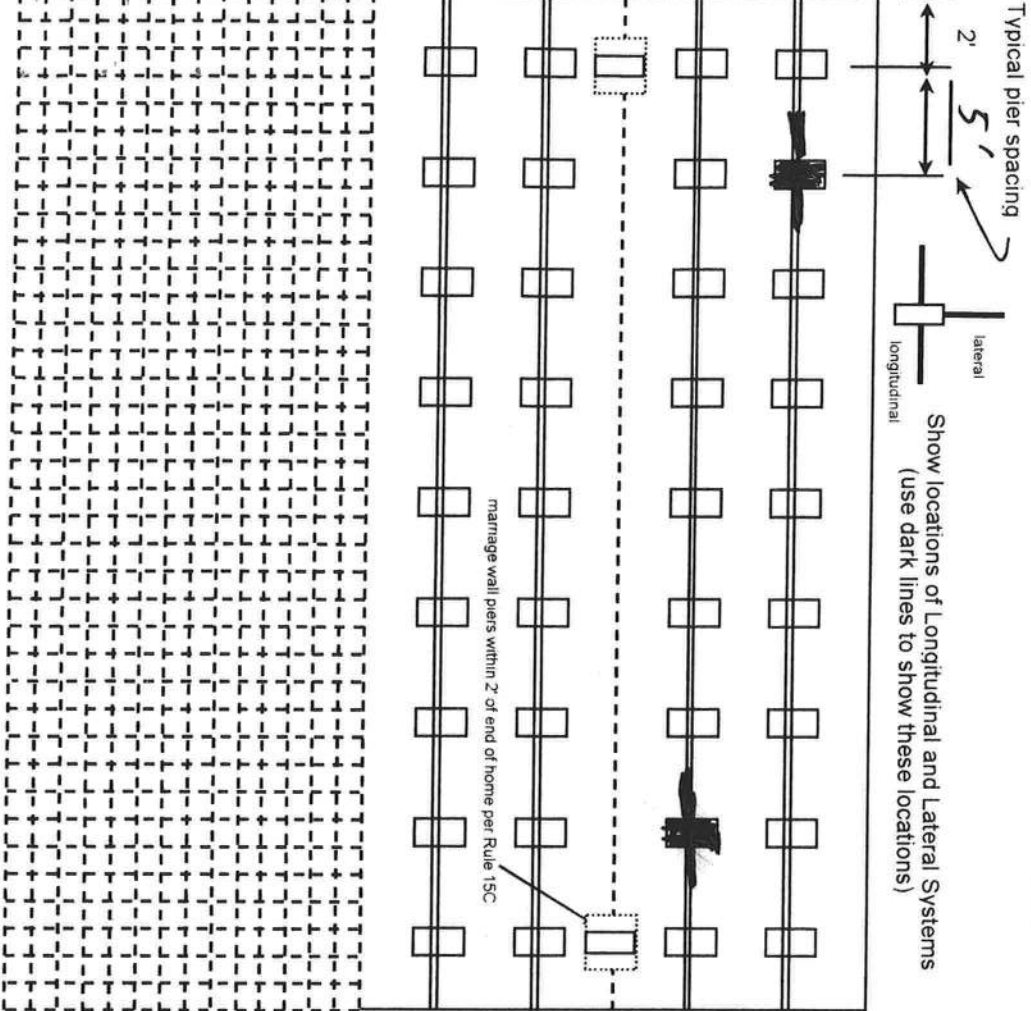 Typical pier spacing
2'
5'
lateral
longitudinal
Show locations of Longitudinal and Lateral Systems
(use dark lines to show these locations)
marriage wall piers within 2' of end of home per Rule 15C